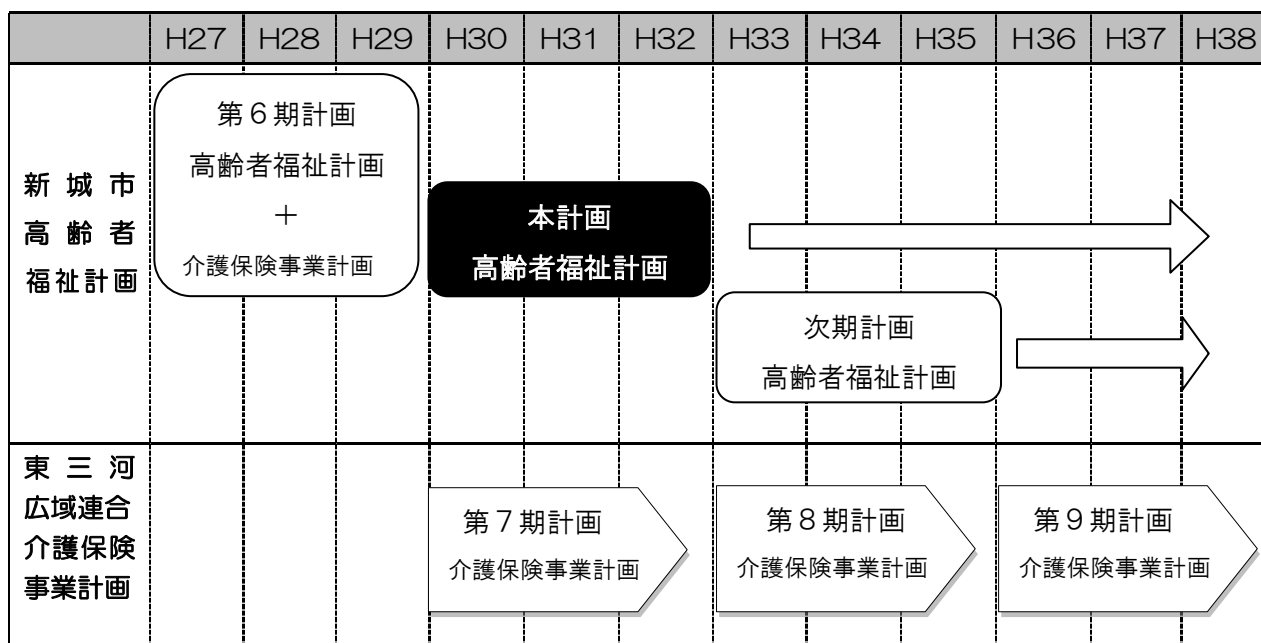 H27 H28 H29 H30 H31 H32 H33 H34 H35 H36 H37 H38
新城市
高齢者
福祉計画
第６期計画
高齢者福祉計画
＋
介護保険事業計画
本計画
高齢者福祉計画
次期計画
高齢者福祉計画
東三河
広域連合
介護保険
事業計画
第７期計画
介護保険事業計画
第８期計画
介護保険事業計画
第９期計画
介護保険事業計画